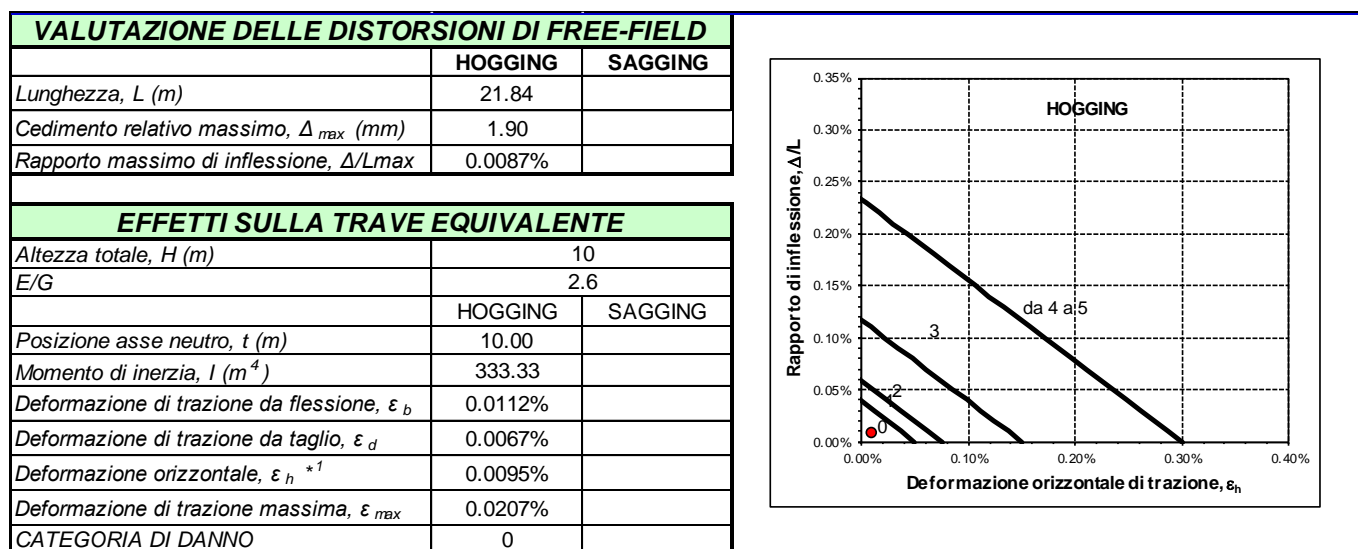 VALUTAZIONE DELLE DISTORSIONI DI FREE-FIELD
HOGGING SAGGING
Lunghezza, L (m) 21.84
Cedimento relativo massimo, Δ max (mm) 1.90
Rapporto massimo di inflessione, Δ/Lmax 0.0087%
EFFETTI SULLA TRAVE EQUIVALENTE
Altezza totale, H (m) 10
E/G 2.6
HOGGING SAGGING
Posizione asse neutro, t (m) 10.00
Momento di inerzia, I (m⁴) 333.33
Deformazione di trazione da flessione, ε b 0.0112%
Deformazione di trazione da taglio, ε d 0.0067%
Deformazione orizzontale, ε h *1 0.0095%
Deformazione di trazione massima, ε max 0.0207%
CATEGORIA DI DANNO 0
HOGGING
Rapporto di inflessione, Δ/L
0.35%
0.30%
0.25%
0.20%
0.15%
0.10%
0.05%
0.00%
da 4 a 5
3
2
1
0
0.00% 0.10% 0.20% 0.30% 0.40%
Deformazione orizzontale di trazione, εh